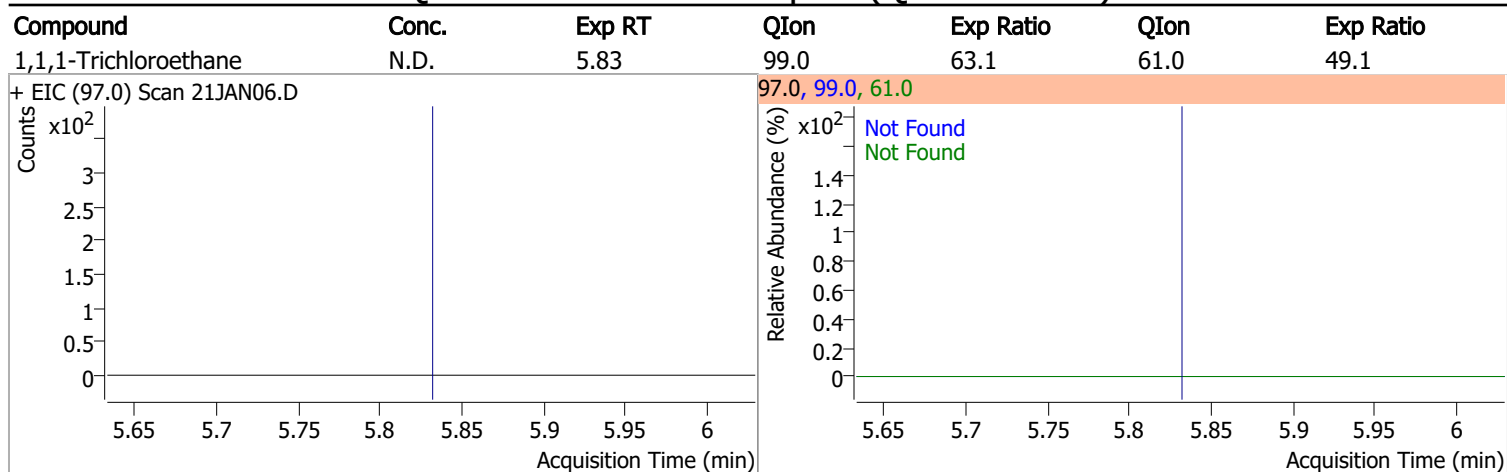 Compound Conc. Exp RT QIon Exp Ratio QIon Exp Ratio
1,1,1-Trichloroethane N.D. 5.83 99.0 63.1 61.0 49.1
+ EIC (97.0) Scan 21JAN06.D
Counts
x10²
3
2.5
2
1.5
1
0.5
0
5.65 5.7 5.75 5.8 5.85 5.9 5.95 6
Acquisition Time (min)
97.0, 99.0, 61.0
Relative Abundance (%)
x10²
Not Found
Not Found
1.4
1.2
1
0.8
0.6
0.4
0.2
0
5.65 5.7 5.75 5.8 5.85 5.9 5.95 6
Acquisition Time (min)